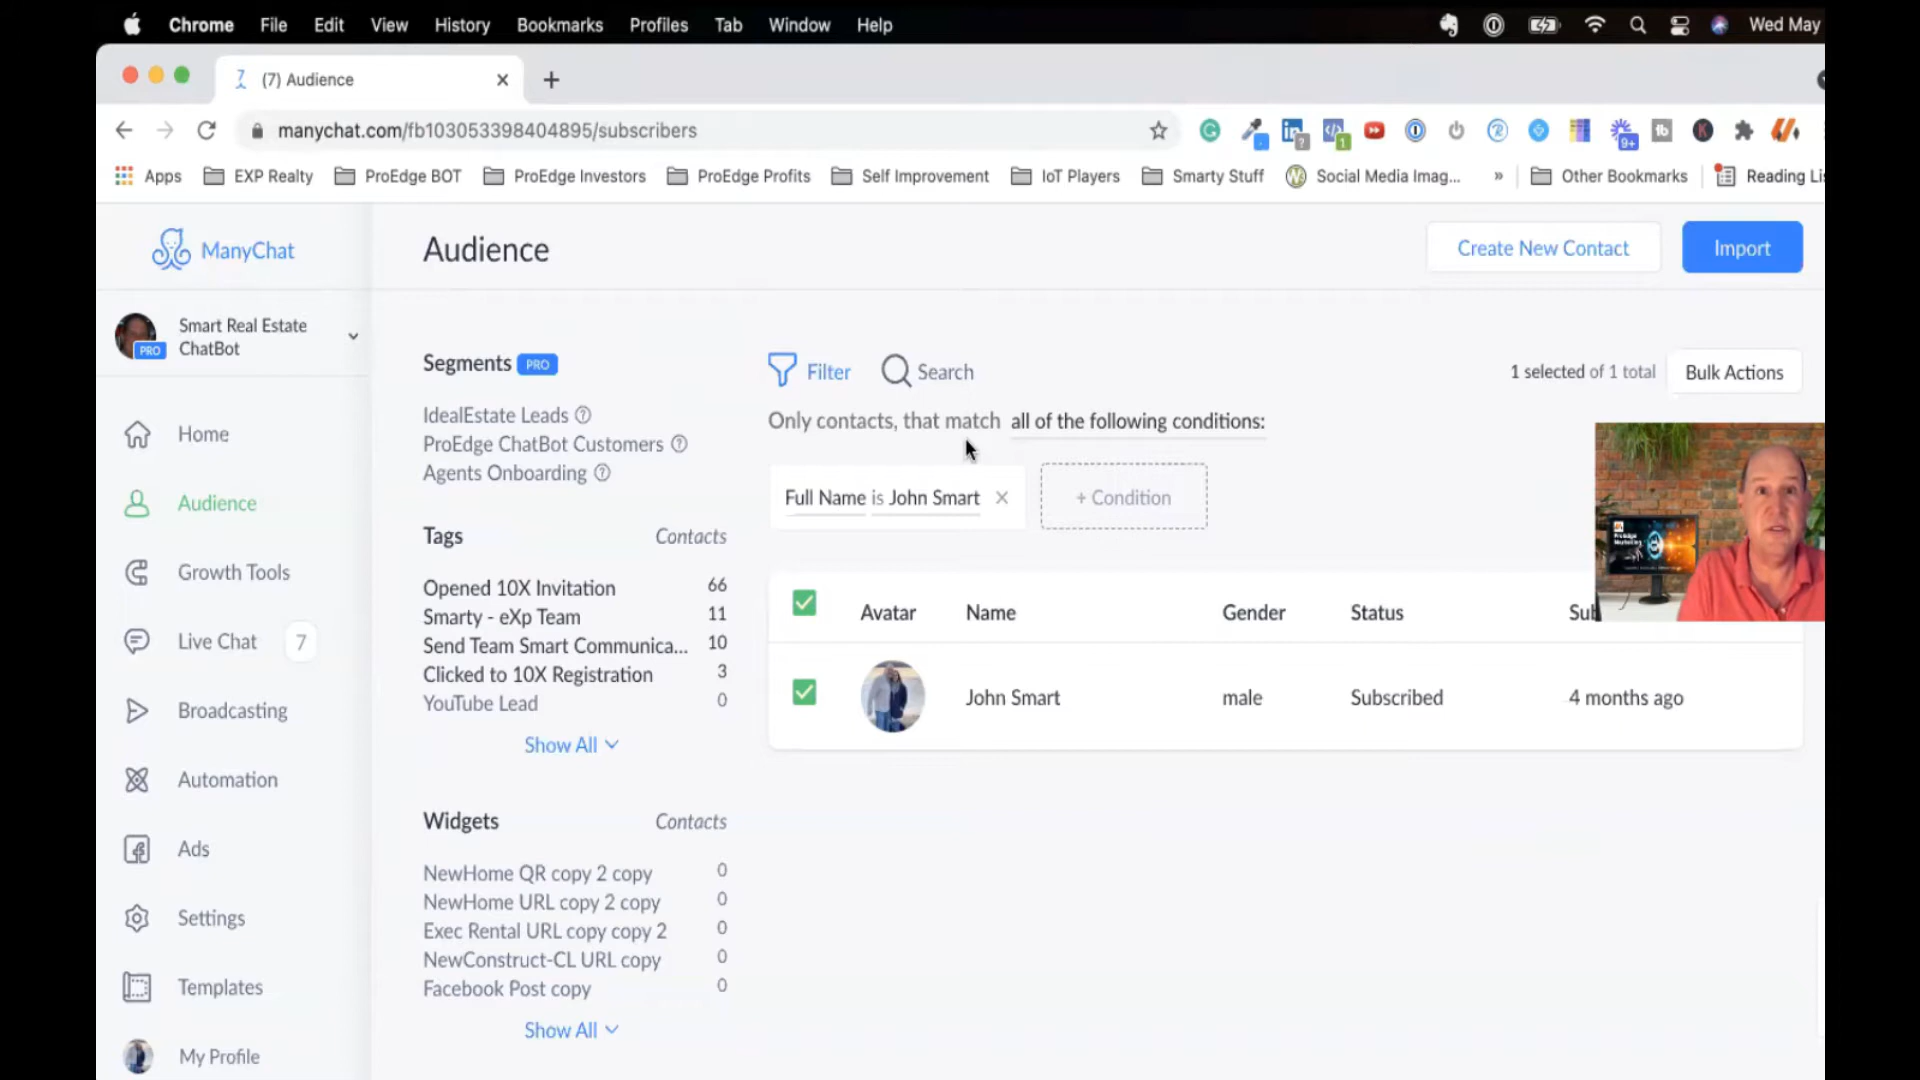 Chrome File Edit View History Bookmarks Profiles Tab Window Help Wed May
(7) Audience
manychat.com/fb103053398404895/subscribers
9+
Apps EXP Realty ProEdge BOT ProEdge Investors ProEdge Profits Self Improvement IoT Players Smarty Stuff Social Media Imag... » Other Bookmarks Reading Li
ManyChat
Audience
Create New Contact
Import
Smart Real Estate
ChatBot
PRO
Home
Audience
Growth Tools
Live Chat 7
Broadcasting
Automation
Ads
Settings
Templates
My Profile
Segments PRO
IdealEstate Leads
ProEdge ChatBot Customers
Agents Onboarding
Tags Contacts
Opened 10X Invitation 66
Smarty - eXp Team 11
Send Team Smart Communica... 10
Clicked to 10X Registration 3
YouTube Lead 0
Show All
Widgets Contacts
NewHome QR copy 2 copy 0
NewHome URL copy 2 copy 0
Exec Rental URL copy copy 2 0
NewConstruct-CL URL copy 0
Facebook Post copy 0
Show All
Filter Search
1 selected of 1 total
Bulk Actions
Only contacts, that match all of the following conditions:
Full Name is John Smart
+ Condition
Avatar Name Gender Status Sub
John Smart male Subscribed 4 months ago